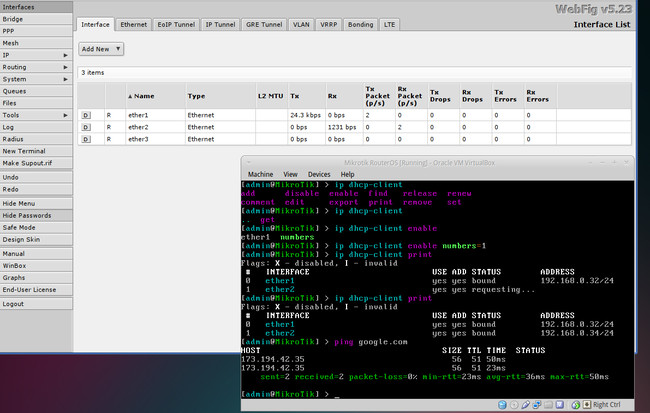 Interfaces
Bridge
PPP
Mesh
IP
Routing
System
Queues
Files
Tools
Log
Radius
New Terminal
Make Supout.rif
Undo
Redo
Hide Menu
Hide Passwords
Safe Mode
Design Skin
Manual
WinBox
Graphs
End-User License
Logout
WebFig v5.23
Interface Ethernet EoIP Tunnel IP Tunnel GRE Tunnel VLAN VRRP Bonding LTE Interface List
Add New
3 items
▲ Name Type L2 MTU Tx Rx Tx Packet (p/s) Rx Packet (p/s) Tx Drops Rx Drops Tx Errors Rx Errors
D R ether1 Ethernet 24.3 kbps 0 bps 2 0 0 0 0 0
D R ether2 Ethernet 0 bps 1231 bps 0 2 0 0 0 0
D R ether3 Ethernet 0 bps 0 bps 0 0 0 0 0 0
Mikrotik RouterOS [Running] - Oracle VM VirtualBox
Machine View Devices Help
[admin@MikroTik] > ip dhcp-client
add disable enable find release renew
comment edit export print remove set
[admin@MikroTik] > ip dhcp-client
.. get
[admin@MikroTik] > ip dhcp-client enable
ether1 numbers
[admin@MikroTik] > ip dhcp-client enable numbers=1
[admin@MikroTik] > ip dhcp-client print
Flags: X - disabled, I - invalid
# INTERFACE USE ADD STATUS ADDRESS
0 ether1 yes yes bound 192.168.0.32/24
1 ether2 yes yes requesting...
[admin@MikroTik] > ip dhcp-client print
Flags: X - disabled, I - invalid
# INTERFACE USE ADD STATUS ADDRESS
0 ether1 yes yes bound 192.168.0.32/24
1 ether2 yes yes bound 192.168.0.34/24
[admin@MikroTik] > ping google.com
HOST SIZE TTL TIME STATUS
173.194.42.35 56 51 50ms
173.194.42.35 56 51 23ms
sent=2 received=2 packet-loss=0% min-rtt=23ms avg-rtt=36ms max-rtt=50ms
[admin@MikroTik] > _
Right Ctrl